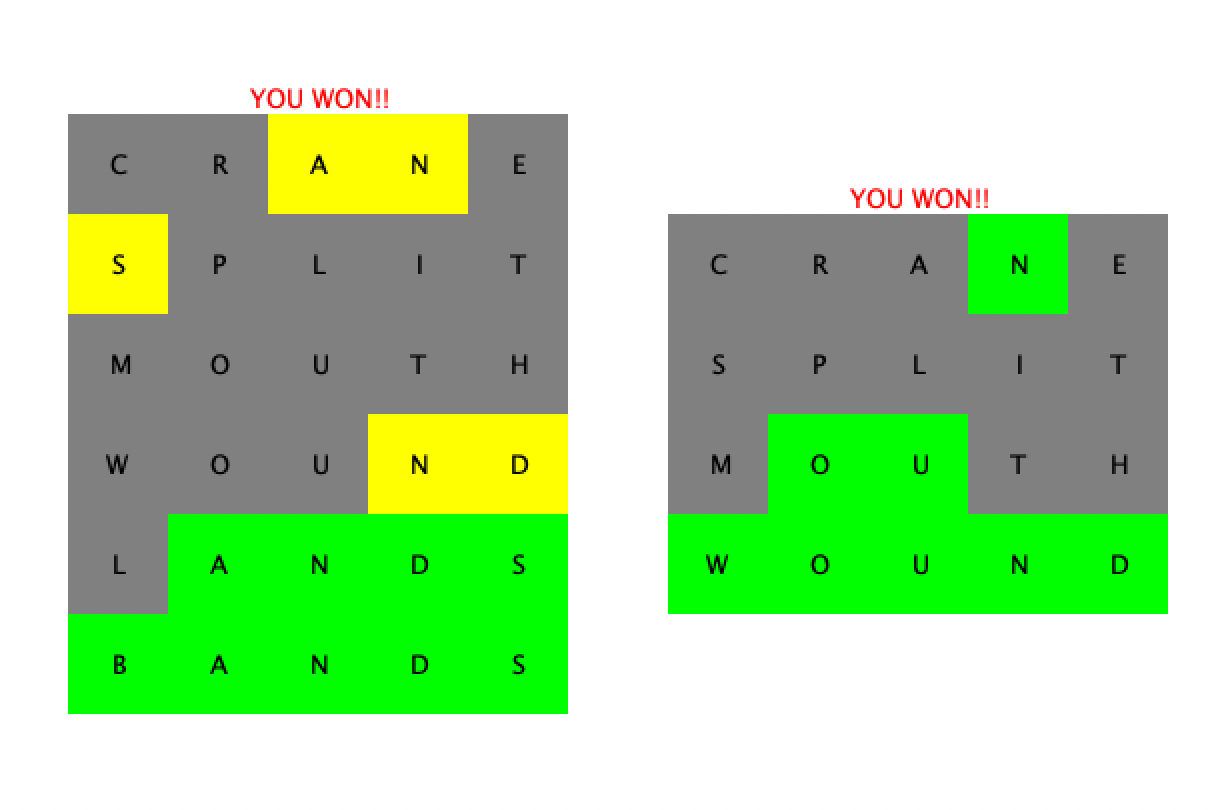 YOU WON!!
C R A N E
S P L I T
M O U T H
W O U N D
L A N D S
B A N D S
YOU WON!!
C R A N E
S P L I T
M O U T H
W O U N D